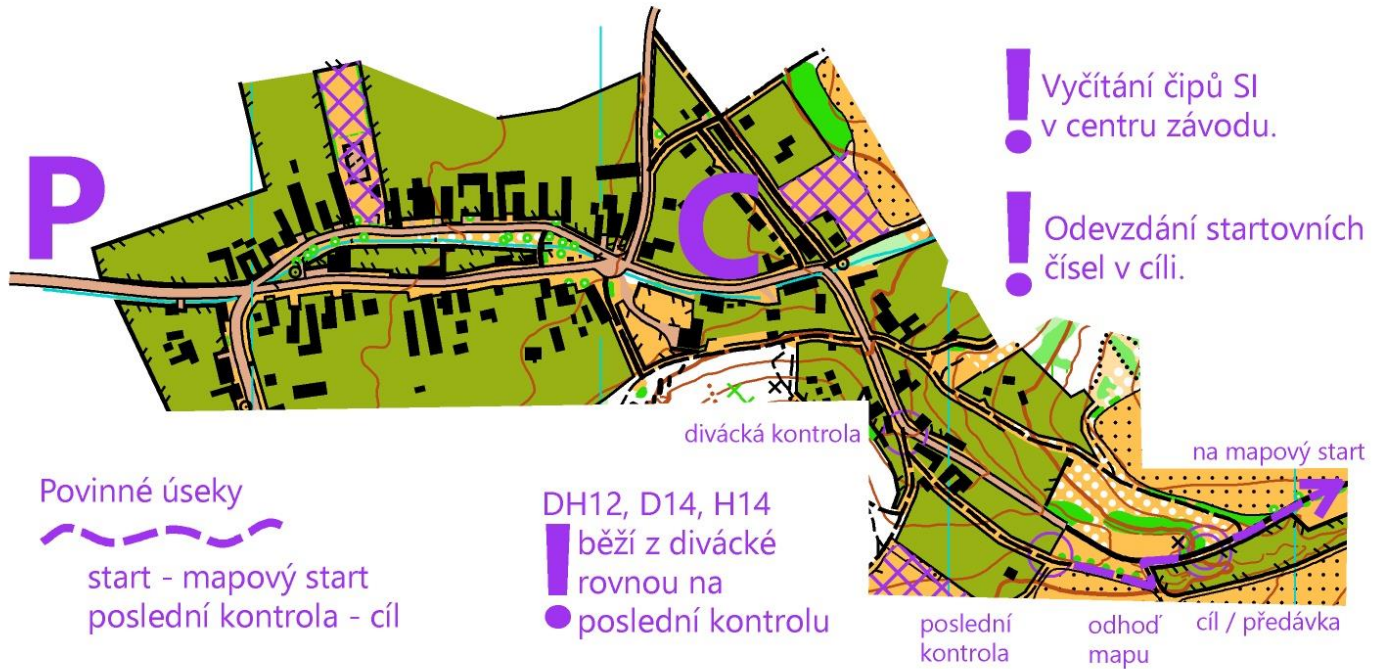 P
C
Vyčítání čipů SI
v centru závodu.
Odevzdání startovních
čísel v cíli.
divácká kontrola
na mapový start
Povinné úseky
start - mapový start
poslední kontrola - cíl
DH12, D14, H14
běží z divácké
rovnou na
poslední kontrolu
poslední
kontrola
odhoď
mapu
cíl / předávka